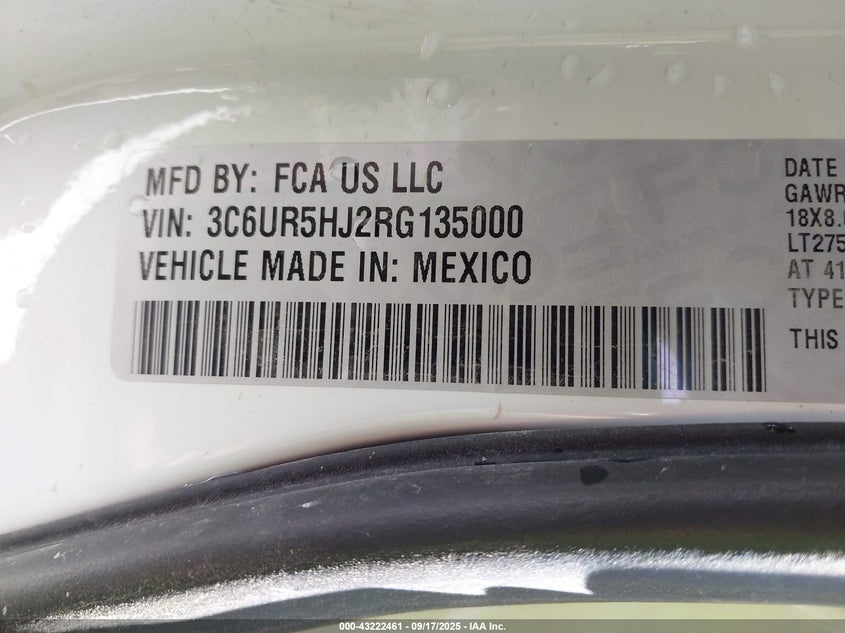 MFD BY: FCA US LLC
VIN: 3C6UR5HJ2RG135000
VEHICLE MADE IN: MEXICO
DATE
GAWR
18X8.
LT275
AT 41
TYPE
THIS
000-43222461 - 09/17/2025 - IAA Inc.